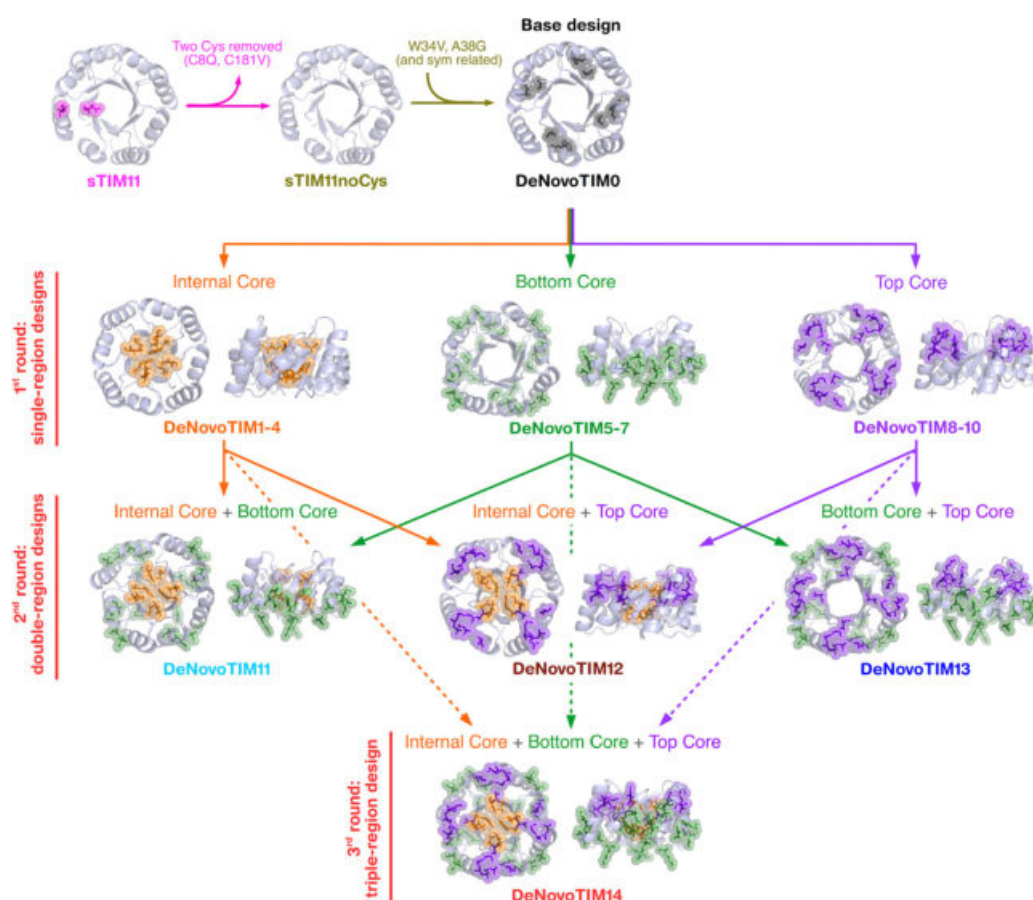 Base design
Two Cys removed
(C8Q, C181V)
W34V, A38G
(and sym related)
sTIM11
sTIM11noCys
DeNovoTIM0
1st round:
single-region designs
Internal Core
Bottom Core
Top Core
DeNovoTIM1-4
DeNovoTIM5-7
DeNovoTIM8-10
2nd round:
double-region designs
Internal Core + Bottom Core
Internal Core + Top Core
Bottom Core + Top Core
DeNovoTIM11
DeNovoTIM12
DeNovoTIM13
3rd round:
triple-region design
Internal Core + Bottom Core + Top Core
DeNovoTIM14